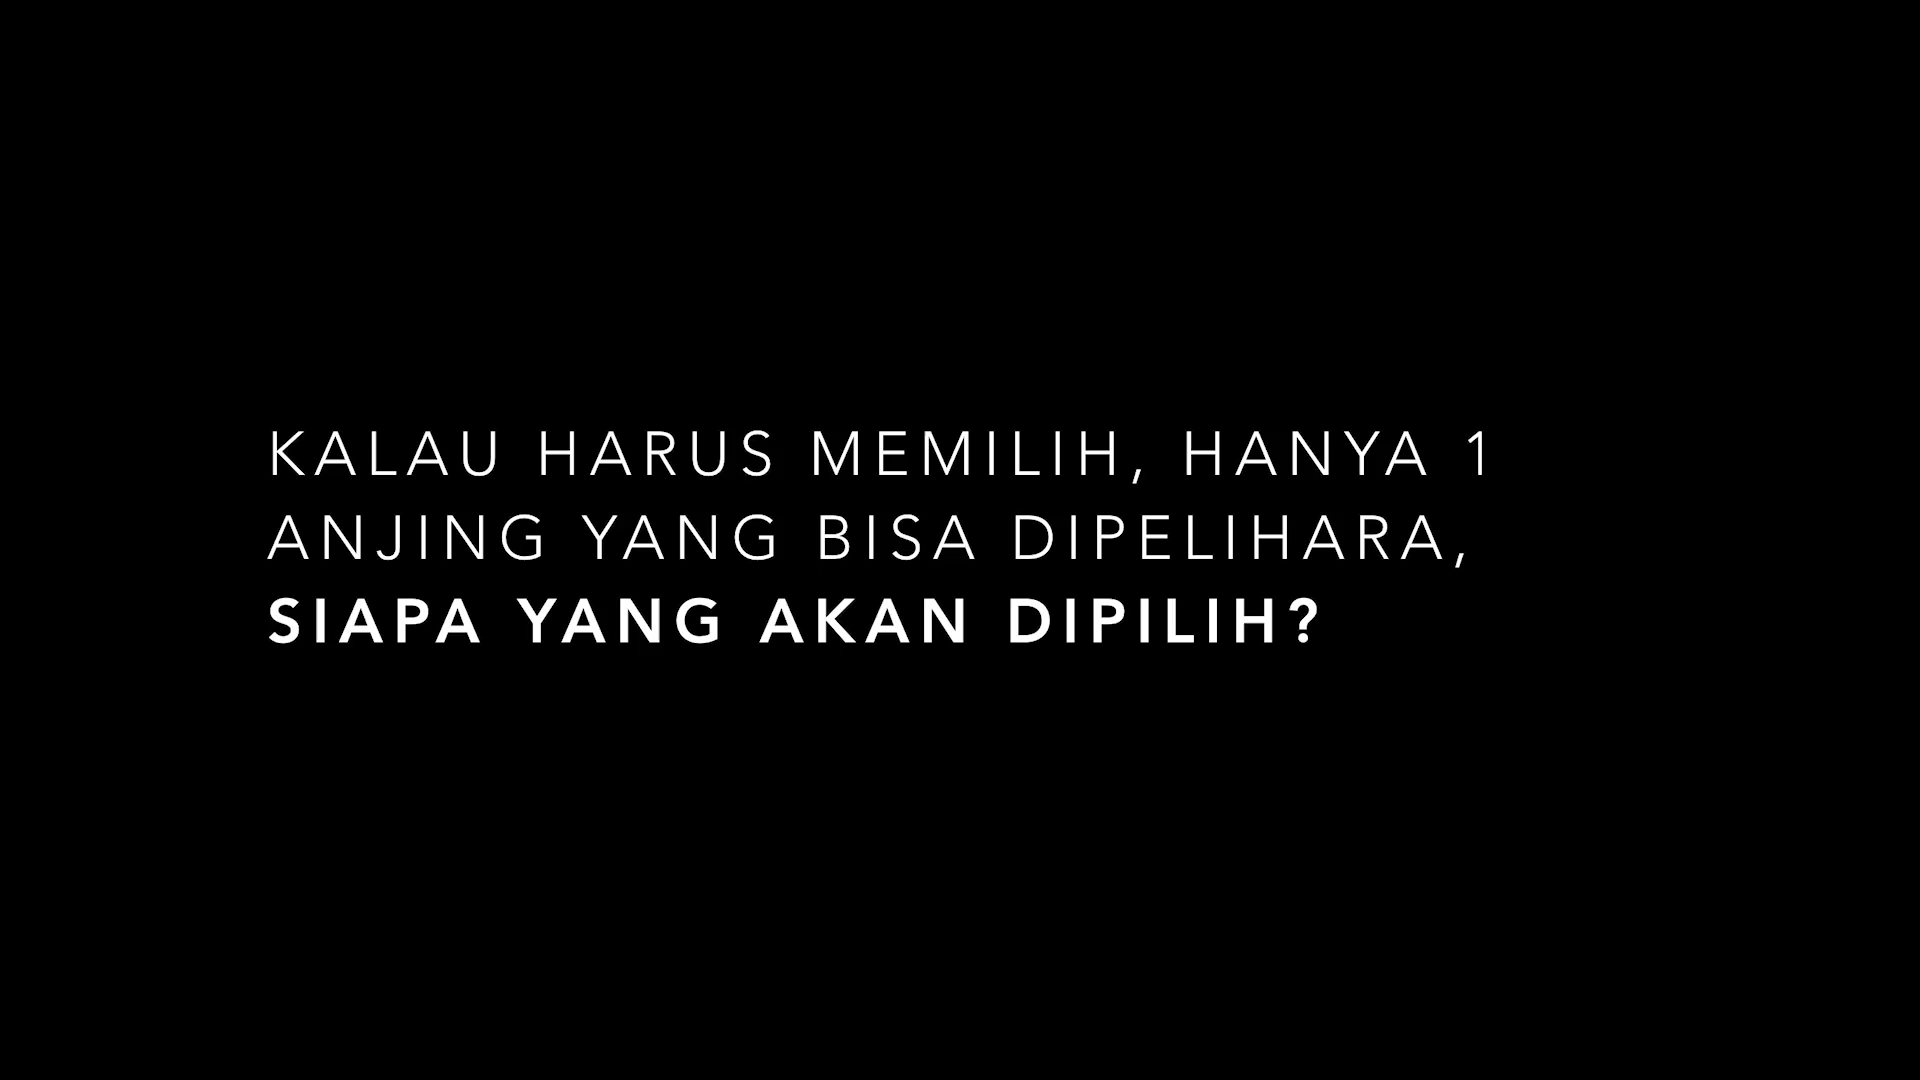 KALAU HARUS MEMILIH, HANYA 1
ANJING YANG BISA DIPELIHARA,
SIAPA YANG AKAN DIPILIH?